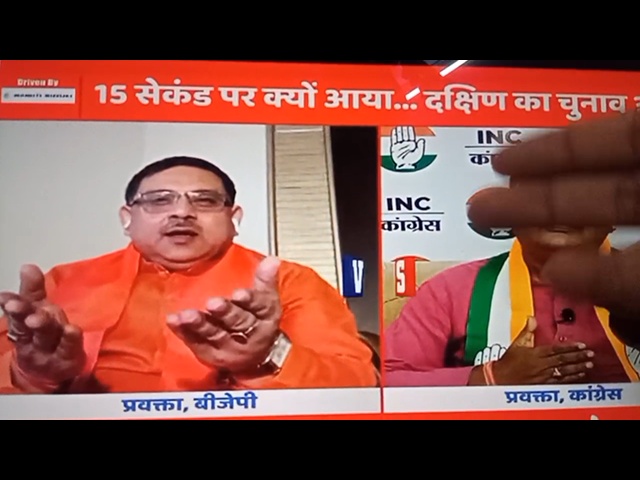 Driven By
15 सेकंड पर क्यों आया... दक्षिण का चुनाव
INC
INC
कांग्रेस
V
S
प्रवक्ता, बीजेपी
प्रवक्ता, कांग्रेस